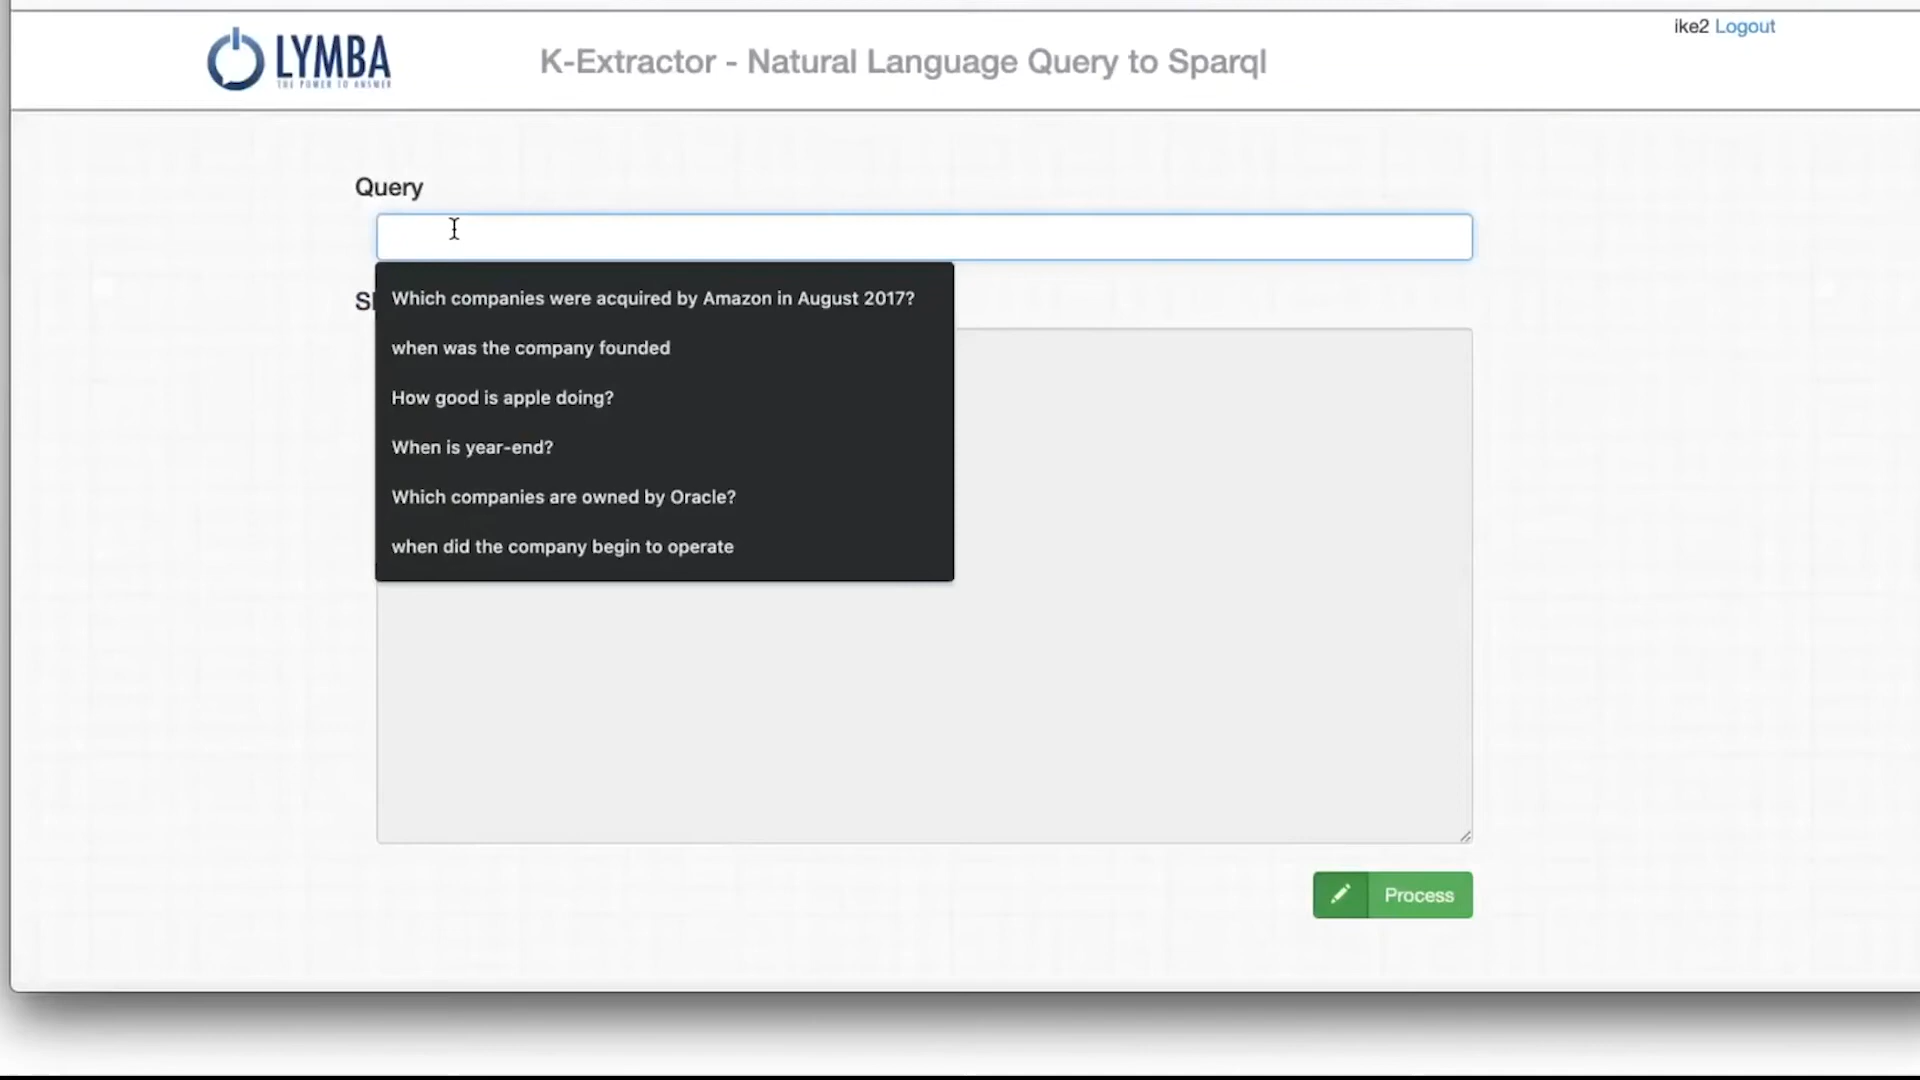 ike2 Logout
LYMBA
THE POWER TO ANSWER
K-Extractor - Natural Language Query to Sparql
Query
Which companies were acquired by Amazon in August 2017?
when was the company founded
How good is apple doing?
When is year-end?
Which companies are owned by Oracle?
when did the company begin to operate
Process